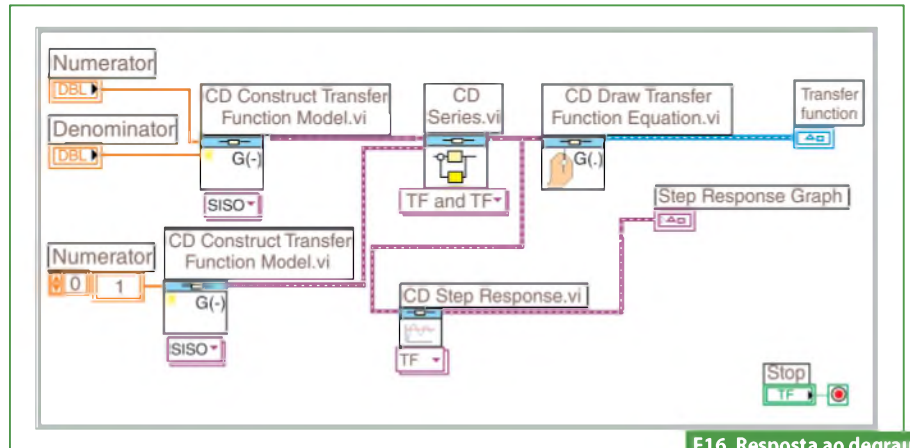 Numerator
DBL
CD Construct Transfer
Function Model.vi
CD
Series.vi
CD Draw Transfer
Function Equation.vi
Transfer
function
Denominator
DBL
G(-)
G(.)
SISO
TF and TF
Step Response Graph
CD Construct Transfer
Function Model.vi
Numerator
0
1
G(-)
SISO
CD Step Response.vi
TF
Stop
TF